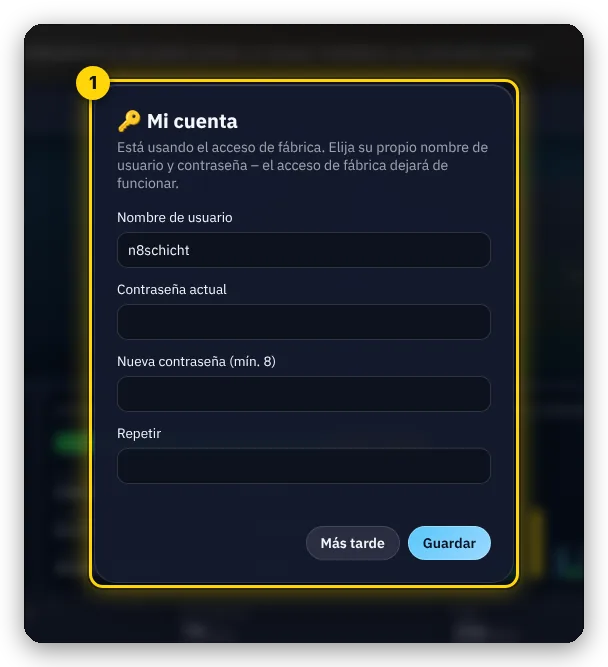 1
🔑 Mi cuenta
Está usando el acceso de fábrica. Elija su propio nombre de
usuario y contraseña – el acceso de fábrica dejará de
funcionar.
Nombre de usuario
n8schicht
Contraseña actual
Nueva contraseña (mín. 8)
Repetir
Más tarde
Guardar